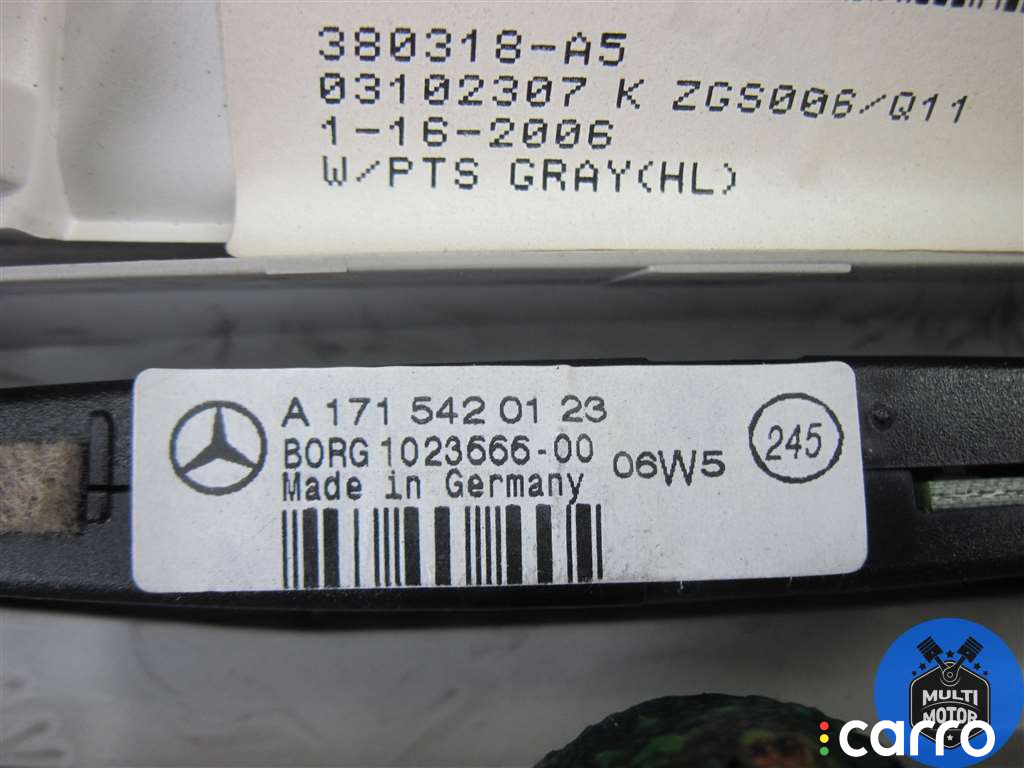 380318-A5
03102307 K ZGS006/Q11
1-16-2006
W/PTS GRAY(HL)
A 171 542 01 23
BORG 1023666-00
06W5
245
Made in Germany
MULTI
MOTOR
carro